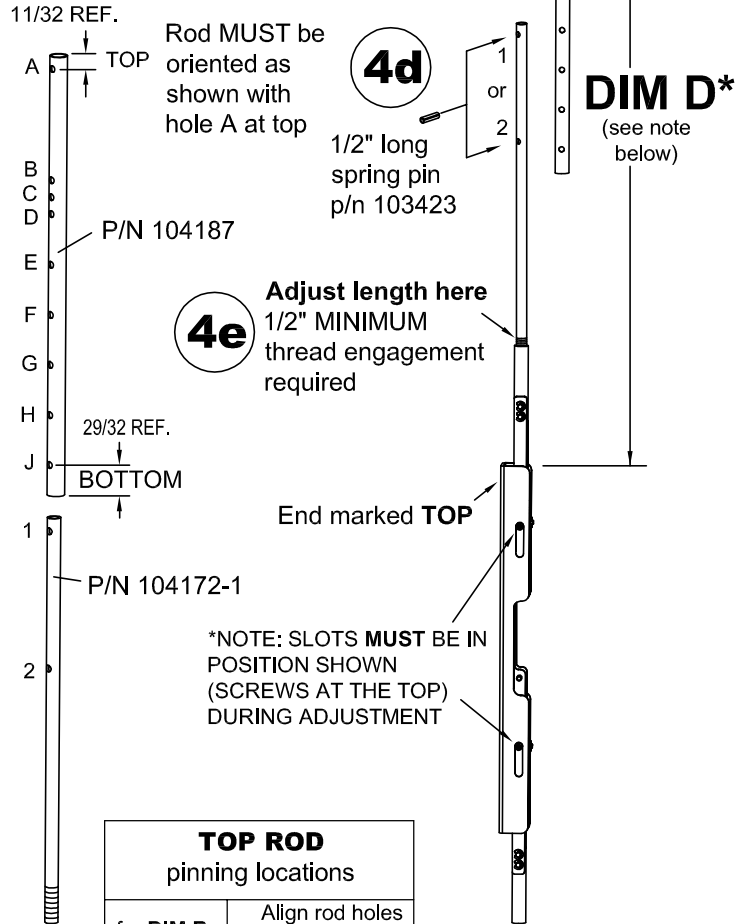 11/32 REF.
TOP
Rod MUST be
oriented as
shown with
hole A at top
A
B
C
D
E
F
G
H
J
P/N 104187
29/32 REF.
BOTTOM
1
P/N 104172-1
2
4d
1
or
2
1/2" long
spring pin
p/n 103423
DIM D*
(see note
below)
4e
Adjust length here
1/2" MINIMUM
thread engagement
required
End marked TOP
*NOTE: SLOTS MUST BE IN
POSITION SHOWN
(SCREWS AT THE TOP)
DURING ADJUSTMENT
TOP ROD
pinning locations
for DIM D
Align rod holes